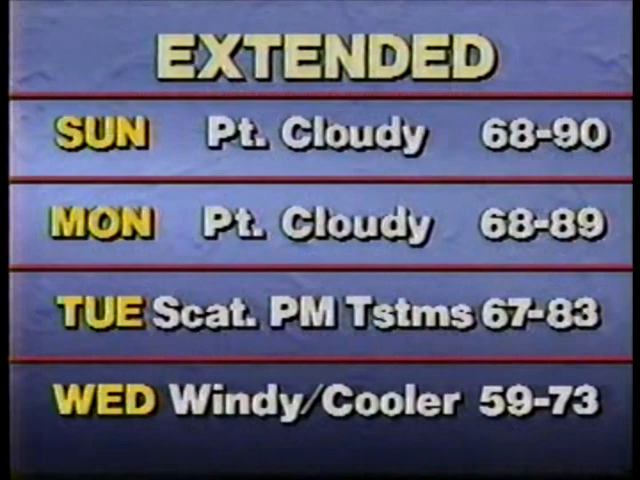 EXTENDED
SUN Pt. Cloudy 68-90
MON Pt. Cloudy 68-89
TUE Scat. PM Tstms 67-83
WED Windy/Cooler 59-73